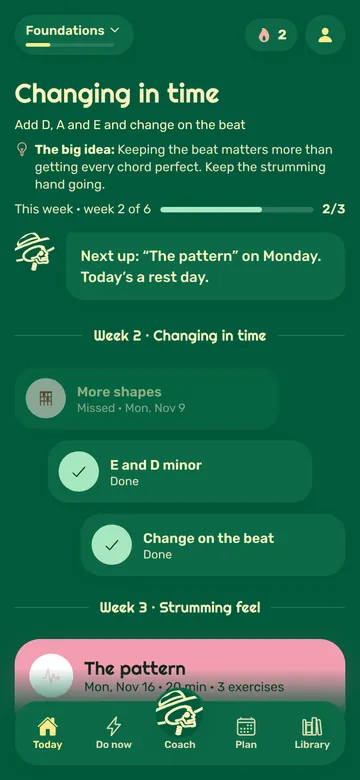 Foundations
2
Changing in time
Add D, A and E and change on the beat
The big idea: Keeping the beat matters more than
getting every chord perfect. Keep the strumming
hand going.
This week • week 2 of 6
2/3
Next up: “The pattern” on Monday.
Today’s a rest day.
Week 2 · Changing in time
More shapes
Missed • Mon, Nov 9
E and D minor
Done
Change on the beat
Done
Week 3 · Strumming feel
The pattern
Mon, Nov 16 • 20 min • 3 exercises
Today
Do now
Coach
Plan
Library